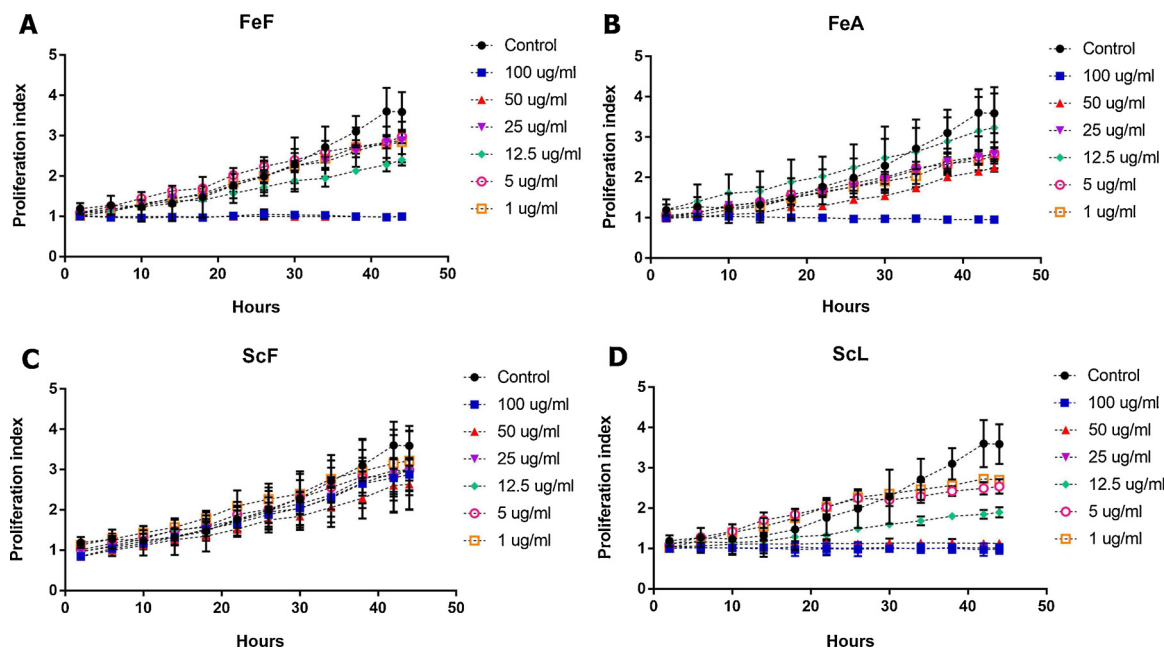 A
FeF
Proliferation index
5
4
3
2
1
0
0
10
20
30
40
50
Hours
Control
100 ug/ml
50 ug/ml
25 ug/ml
12.5 ug/ml
5 ug/ml
1 ug/ml
B
FeA
Proliferation index
5
4
3
2
1
0
0
10
20
30
40
50
Hours
Control
100 ug/ml
50 ug/ml
25 ug/ml
12.5 ug/ml
5 ug/ml
1 ug/ml
C
ScF
Proliferation index
5
4
3
2
1
0
0
10
20
30
40
50
Hours
Control
100 ug/ml
50 ug/ml
25 ug/ml
12.5 ug/ml
5 ug/ml
1 ug/ml
D
ScL
Proliferation index
5
4
3
2
1
0
0
10
20
30
40
50
Hours
Control
100 ug/ml
50 ug/ml
25 ug/ml
12.5 ug/ml
5 ug/ml
1 ug/ml